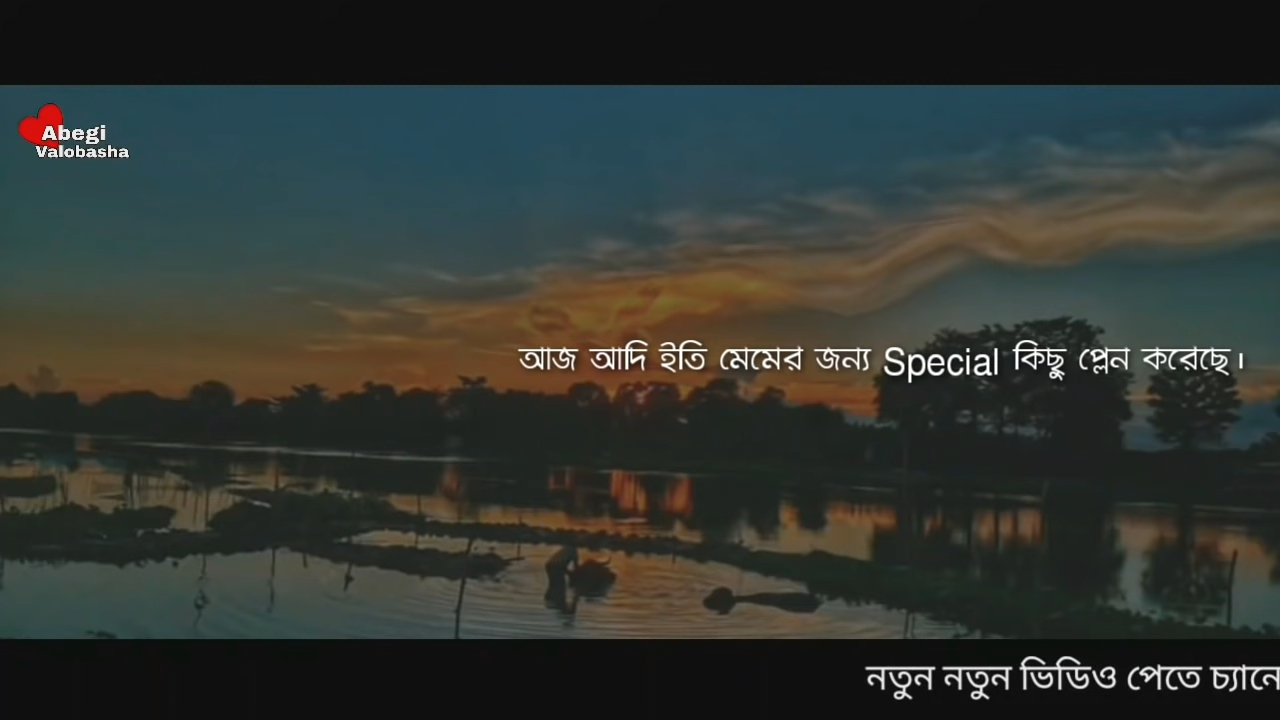 Abegi
Valobasha
আজ আদি ইতি মেমের জন্য Special কিছু প্লেন করেছে।
নতুন নতুন ভিডিও পেতে চ্যানে